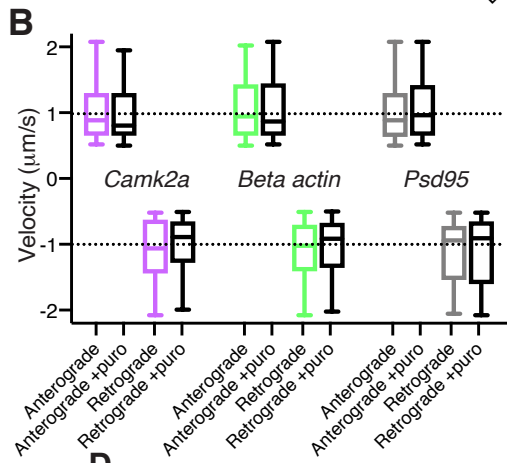 B
Velocity (μm/s)
2
1
0
-1
-2
Camk2a
Beta actin
Psd95
Anterograde
Anterograde +puro
Retrograde
Retrograde +puro
Anterograde
Anterograde +puro
Retrograde
Retrograde +puro
Anterograde
Anterograde +puro
Retrograde
Retrograde +puro